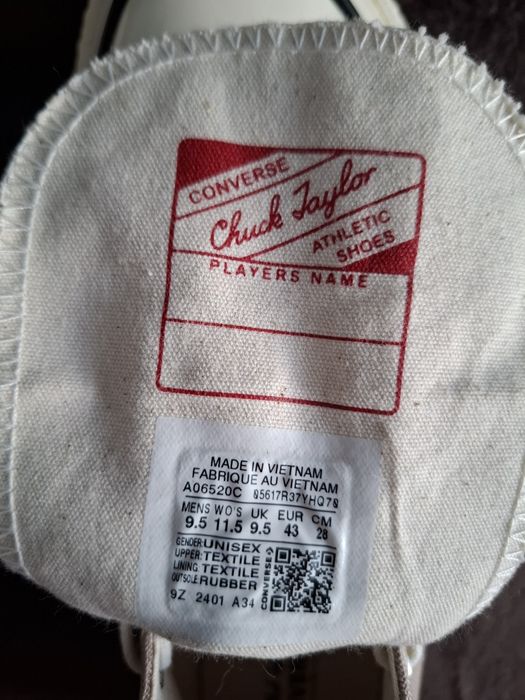 CONVERSE
Chuck Taylor
ATHLETIC
SHOES
PLAYERS NAME
MADE IN VIETNAM
FABRIQUE AU VIETNAM
A06520C 05617R37YHQ70
MENS WO'S UK EUR CM
9.5 11.5 9.5 43 28
GENDER: UNISEX
UPPER: TEXTILE
LINING TEXTILE
OUTSOLE RUBBER
CONVERSE
9Z 2401 A34